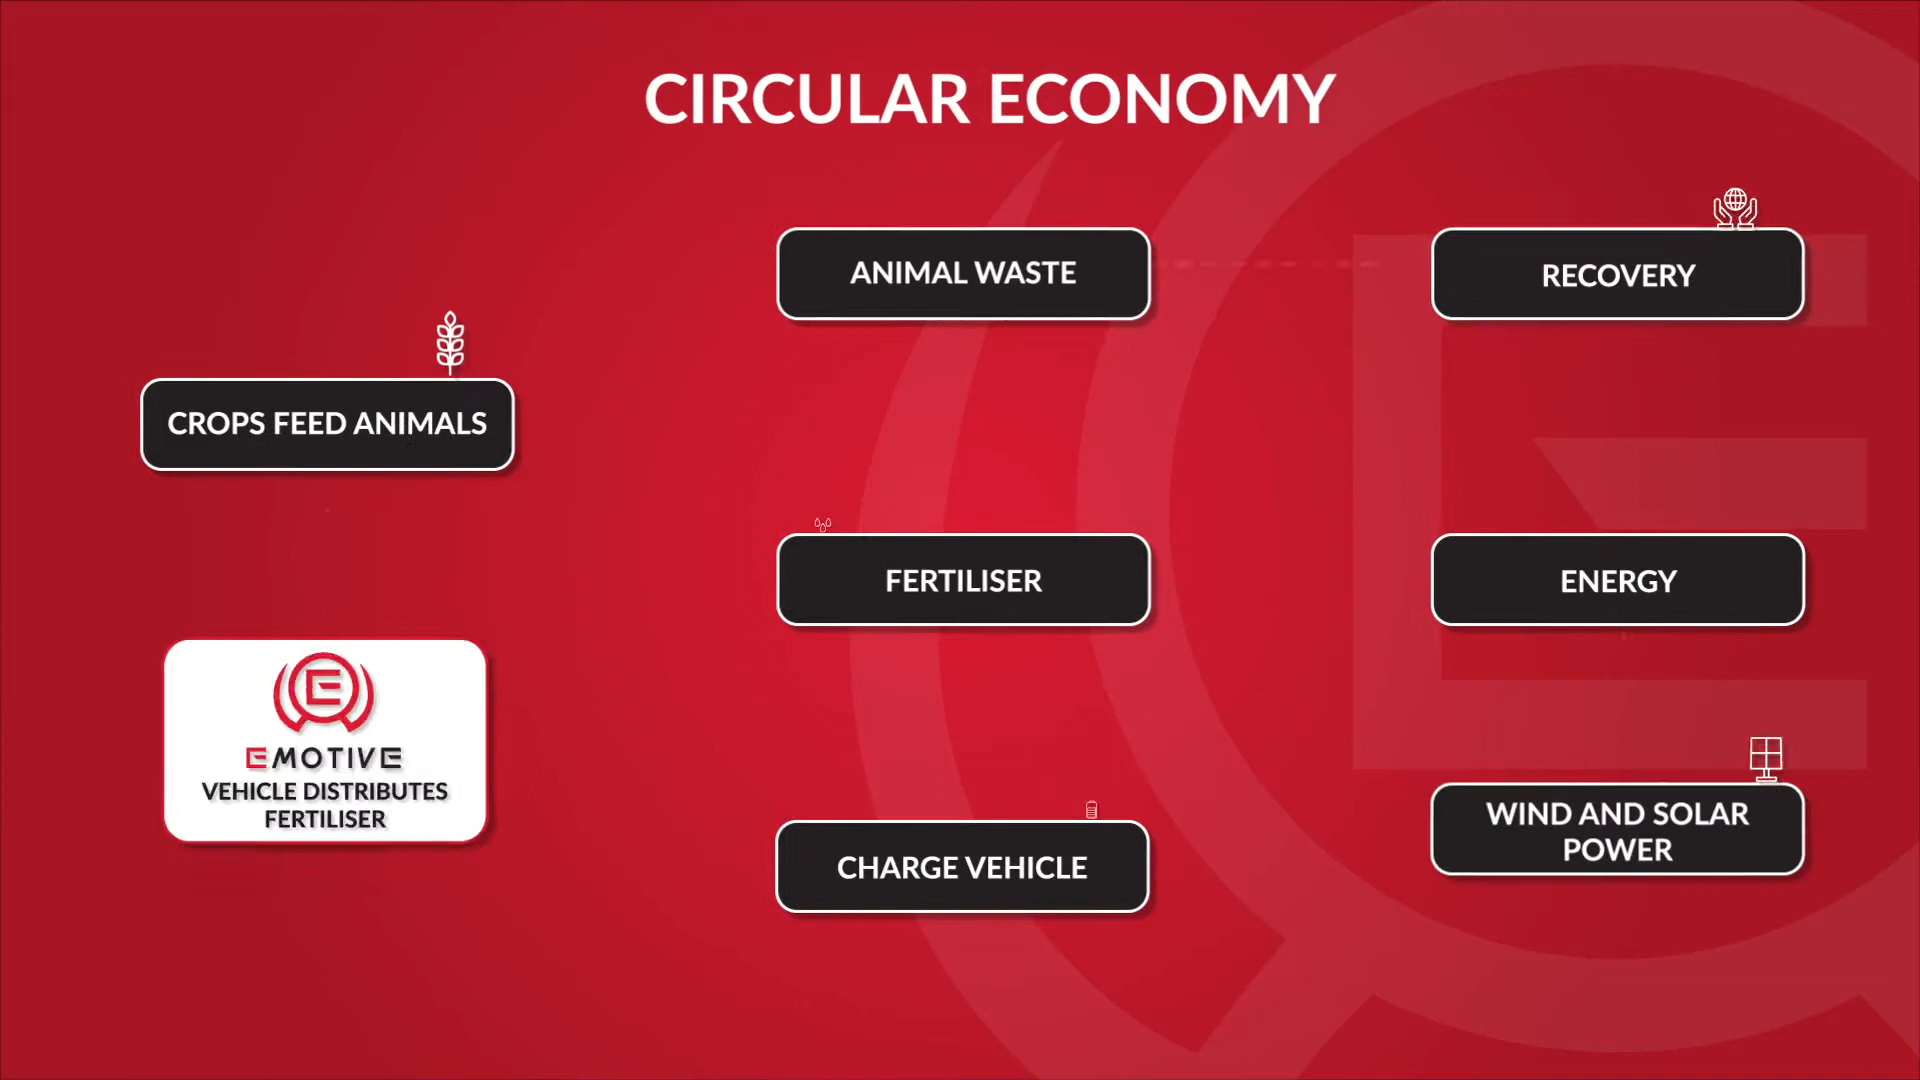 CIRCULAR ECONOMY
ANIMAL WASTE
RECOVERY
CROPS FEED ANIMALS
FERTILISER
ENERGY
EMOTIVE
VEHICLE DISTRIBUTES
FERTILISER
CHARGE VEHICLE
WIND AND SOLAR
POWER